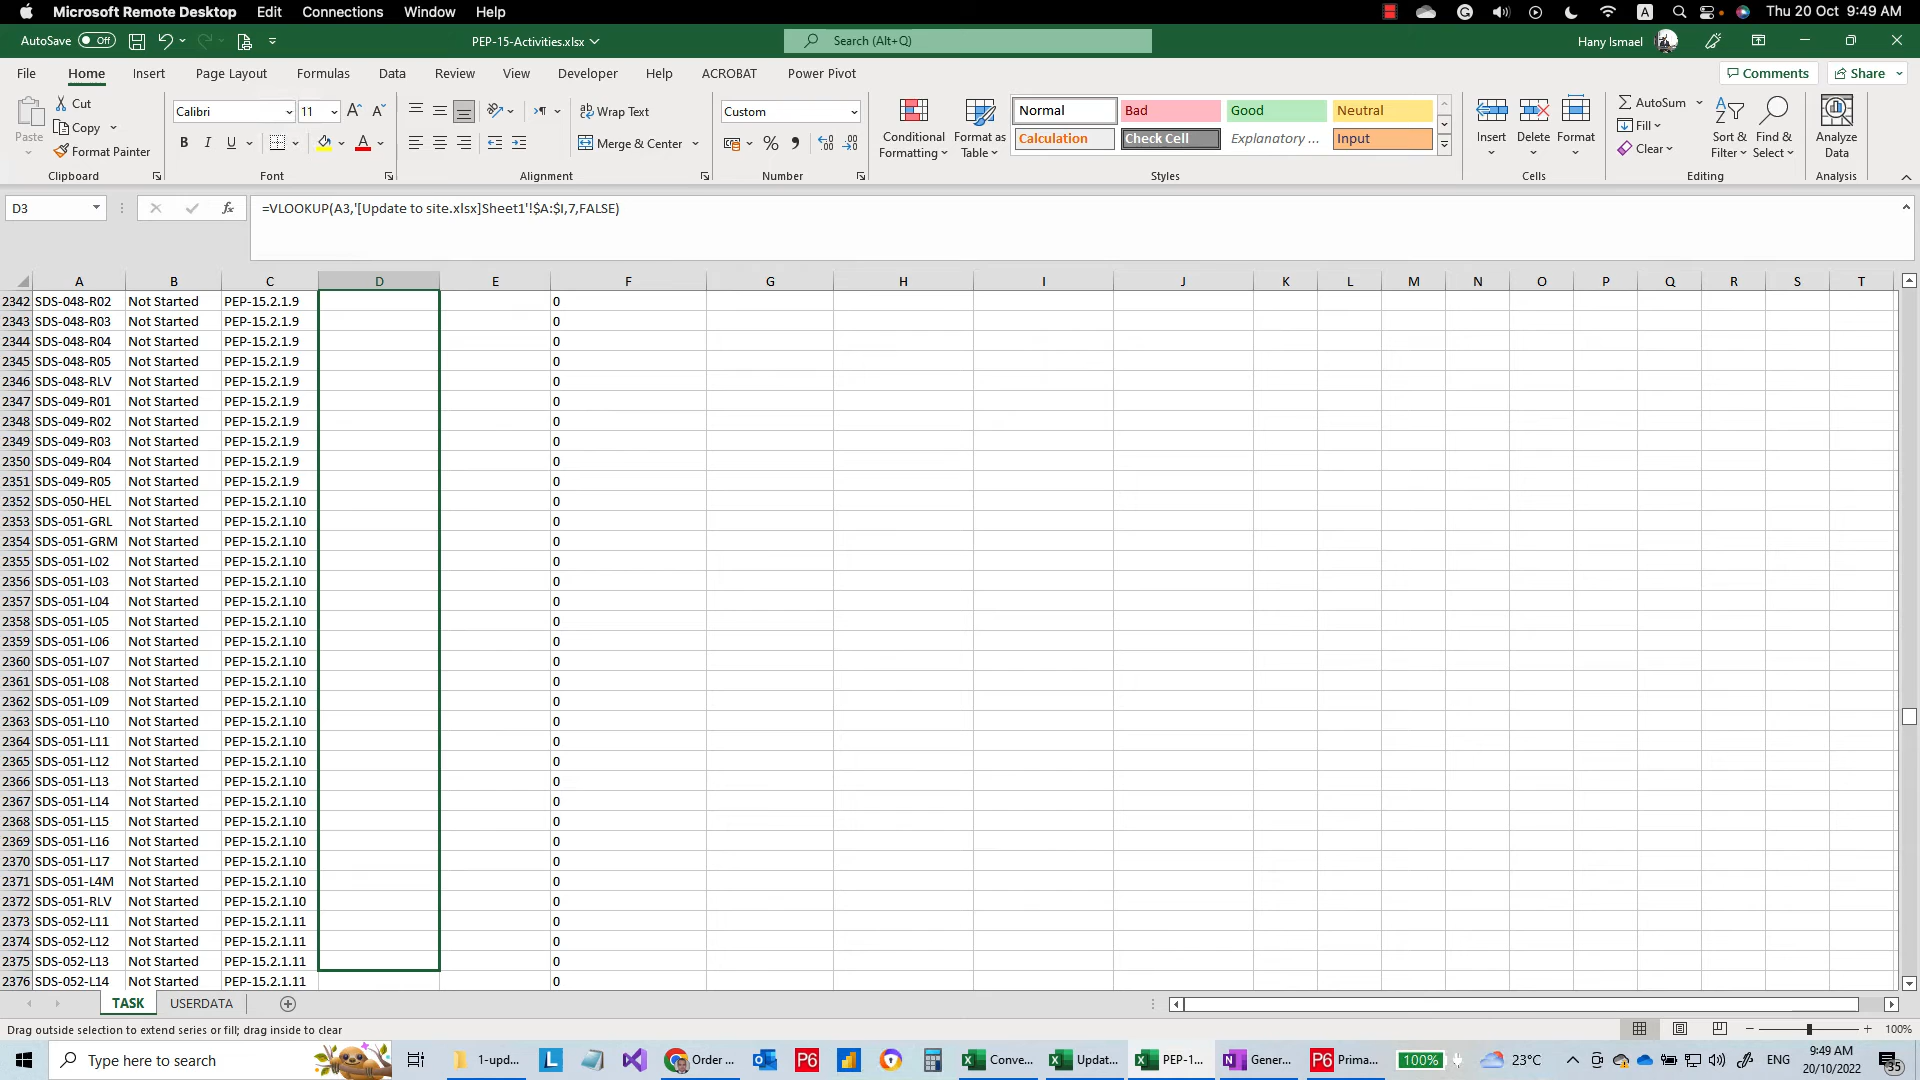 Microsoft Remote Desktop Edit Connections Window Help A Thu 20 Oct 9:49 AM
AutoSave Off PEP-15-Activities.xlsx Search (Alt+Q) Hany Ismael
File Home Insert Page Layout Formulas Data Review View Developer Help ACROBAT Power Pivot Comments Share
Paste Cut Copy Format Painter Clipboard
Calibri 11 B I U Font
Wrap Text Merge & Center Alignment
Custom % Number
Conditional Formatting Format as Table Normal Bad Good Neutral
Calculation Check Cell Explanatory ... Input Styles
Insert Delete Format Cells
AutoSum Fill Clear Sort & Filter Find & Select Editing
Analyze Data Analysis
D3 fx =VLOOKUP(A3,'[Update to site.xlsx]Sheet1'!$A:$I,7,FALSE)
A B C D E F G H I J K L M N O P Q R S T
2342 SDS-048-R02 Not Started PEP-15.2.1.9 0
2343 SDS-048-R03 Not Started PEP-15.2.1.9 0
2344 SDS-048-R04 Not Started PEP-15.2.1.9 0
2345 SDS-048-R05 Not Started PEP-15.2.1.9 0
2346 SDS-048-RLV Not Started PEP-15.2.1.9 0
2347 SDS-049-R01 Not Started PEP-15.2.1.9 0
2348 SDS-049-R02 Not Started PEP-15.2.1.9 0
2349 SDS-049-R03 Not Started PEP-15.2.1.9 0
2350 SDS-049-R04 Not Started PEP-15.2.1.9 0
2351 SDS-049-R05 Not Started PEP-15.2.1.9 0
2352 SDS-050-HEL Not Started PEP-15.2.1.10 0
2353 SDS-051-GRL Not Started PEP-15.2.1.10 0
2354 SDS-051-GRM Not Started PEP-15.2.1.10 0
2355 SDS-051-L02 Not Started PEP-15.2.1.10 0
2356 SDS-051-L03 Not Started PEP-15.2.1.10 0
2357 SDS-051-L04 Not Started PEP-15.2.1.10 0
2358 SDS-051-L05 Not Started PEP-15.2.1.10 0
2359 SDS-051-L06 Not Started PEP-15.2.1.10 0
2360 SDS-051-L07 Not Started PEP-15.2.1.10 0
2361 SDS-051-L08 Not Started PEP-15.2.1.10 0
2362 SDS-051-L09 Not Started PEP-15.2.1.10 0
2363 SDS-051-L10 Not Started PEP-15.2.1.10 0
2364 SDS-051-L11 Not Started PEP-15.2.1.10 0
2365 SDS-051-L12 Not Started PEP-15.2.1.10 0
2366 SDS-051-L13 Not Started PEP-15.2.1.10 0
2367 SDS-051-L14 Not Started PEP-15.2.1.10 0
2368 SDS-051-L15 Not Started PEP-15.2.1.10 0
2369 SDS-051-L16 Not Started PEP-15.2.1.10 0
2370 SDS-051-L17 Not Started PEP-15.2.1.10 0
2371 SDS-051-L4M Not Started PEP-15.2.1.10 0
2372 SDS-051-RLV Not Started PEP-15.2.1.10 0
2373 SDS-052-L11 Not Started PEP-15.2.1.11 0
2374 SDS-052-L12 Not Started PEP-15.2.1.11 0
2375 SDS-052-L13 Not Started PEP-15.2.1.11 0
2376 SDS-052-L14 Not Started PEP-15.2.1.11 0
TASK USERDATA
Drag outside selection to extend series or fill; drag inside to clear 100%
Type here to search 1-upd... L Order ... P6 Conve... Updat... PEP-1... Gener... P6 Prima... 100% 23°C ENG 9:49 AM
20/10/2022 35